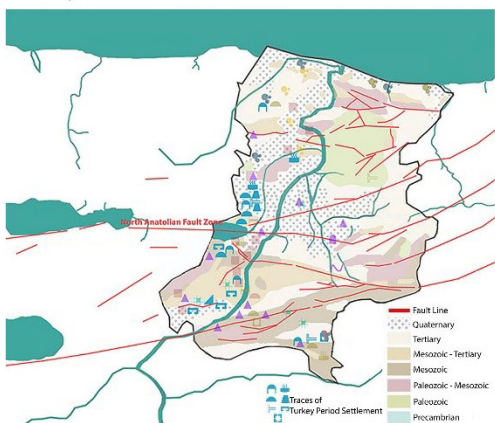 North Anatolian Fault Zone
Fault Line
Quaternary
Tertiary
Mesozoic - Tertiary
Mesozoic
Paleozoic - Mesozoic
Paleozoic
Precambrian
Traces of
Turkey Period Settlement